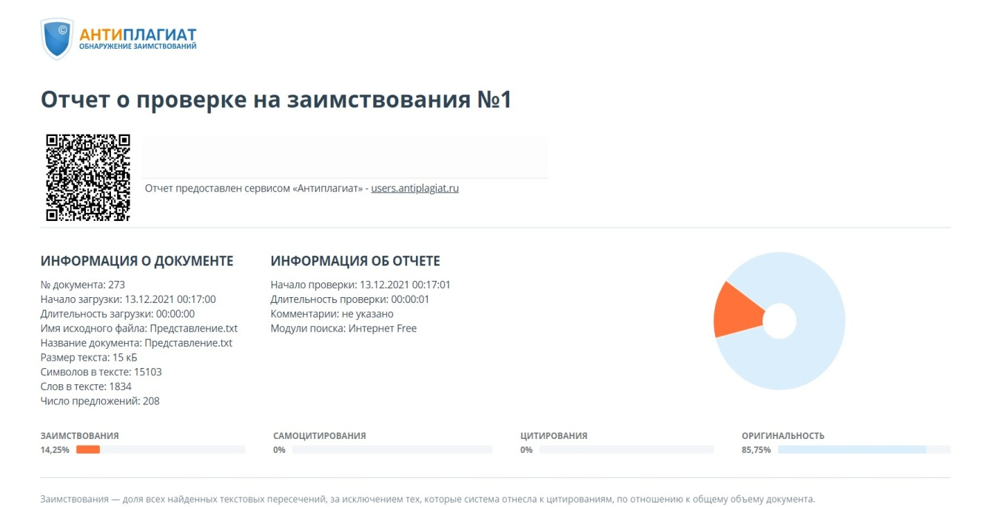 ©
АНТИПЛАГИАТ
ОБНАРУЖЕНИЕ ЗАИМСТВОВАНИЙ
Отчет о проверке на заимствования №1
Отчет предоставлен сервисом «Антиплагиат» - users.antiplagiat.ru
ИНФОРМАЦИЯ О ДОКУМЕНТЕ
№ документа: 273
Начало загрузки: 13.12.2021 00:17:00
Длительность загрузки: 00:00:00
Имя исходного файла: Представление.txt
Название документа: Представление.txt
Размер текста: 15 кБ
Символов в тексте: 15103
Слов в тексте: 1834
Число предложений: 208
ИНФОРМАЦИЯ ОБ ОТЧЕТЕ
Начало проверки: 13.12.2021 00:17:01
Длительность проверки: 00:00:01
Комментарии: не указано
Модули поиска: Интернет Free
ЗАИМСТВОВАНИЯ
14,25%
САМОЦИТИРОВАНИЯ
0%
ЦИТИРОВАНИЯ
0%
ОРИГИНАЛЬНОСТЬ
85,75%
Заимствования — доля всех найденных текстовых пересечений, за исключением тех, которые система отнесла к цитированиям, по отношению к общему объему документа.